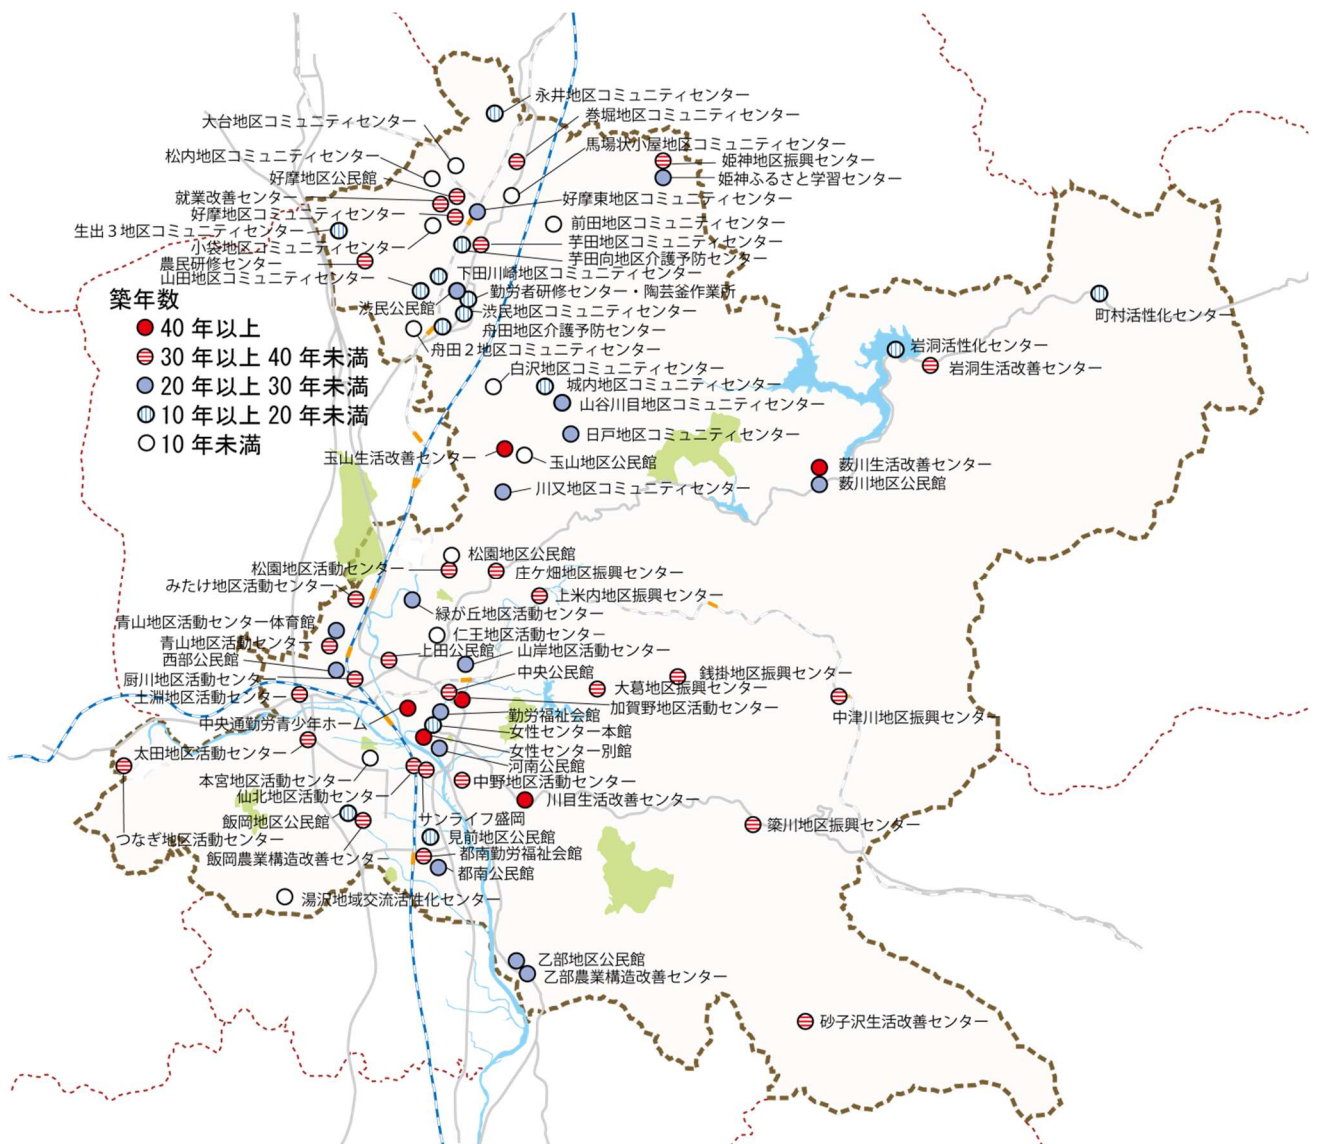 永井地区コミュニティセンター
巻堀地区コミュニティセンター
大台地区コミュニティセンター
馬場状小屋地区コミュニティセンター
松内地区コミュニティセンター
姫神地区振興センター
好摩地区公民館
姫神ふるさと学習センター
就業改善センター
好摩東地区コミュニティセンター
好摩地区コミュニティセンター
前田地区コミュニティセンター
生出３地区コミュニティセンター
芋田地区コミュニティセンター
小袋地区コミュニティセンター
芋田向地区介護予防センター
農民研修センター
下田川崎地区コミュニティセンター
山田地区コミュニティセンター
勤労者研修センター・陶芸釜作業所
渋民公民館
渋民地区コミュニティセンター
舟田地区介護予防センター
舟田２地区コミュニティセンター
築年数
40 年以上
30 年以上 40 年未満
20 年以上 30 年未満
10 年以上 20 年未満
10 年未満
町村活性化センター
岩洞活性化センター
岩洞生活改善センター
白沢地区コミュニティセンター
城内地区コミュニティセンター
山谷川目地区コミュニティセンター
日戸地区コミュニティセンター
玉山生活改善センター
玉山地区公民館
薮川生活改善センター
薮川地区公民館
川又地区コミュニティセンター
松園地区公民館
松園地区活動センター
庄ケ畑地区振興センター
みたけ地区活動センター
上米内地区振興センター
緑が丘地区活動センター
青山地区活動センター体育館
仁王地区活動センター
青山地区活動センター
上田公民館
山岸地区活動センター
西部公民館
中央公民館
銭掛地区振興センター
厨川地区活動センター
大葛地区振興センター
土淵地区活動センター
加賀野地区活動センター
中津川地区振興センター
勤労福祉会館
中央通勤労青少年ホーム
女性センター本館
太田地区活動センター
女性センター別館
河南公民館
本宮地区活動センター
中野地区活動センター
仙北地区活動センター
川目地区生活改善センター
サンライフ盛岡
飯岡地区公民館
簗川地区振興センター
つなぎ地区活動センター
見前地区公民館
飯岡農業構造改善センター
都南勤労福祉会館
都南公民館
湯沢地域交流活性化センター
乙部地区公民館
乙部農業構造改善センター
砂子沢生活改善センター